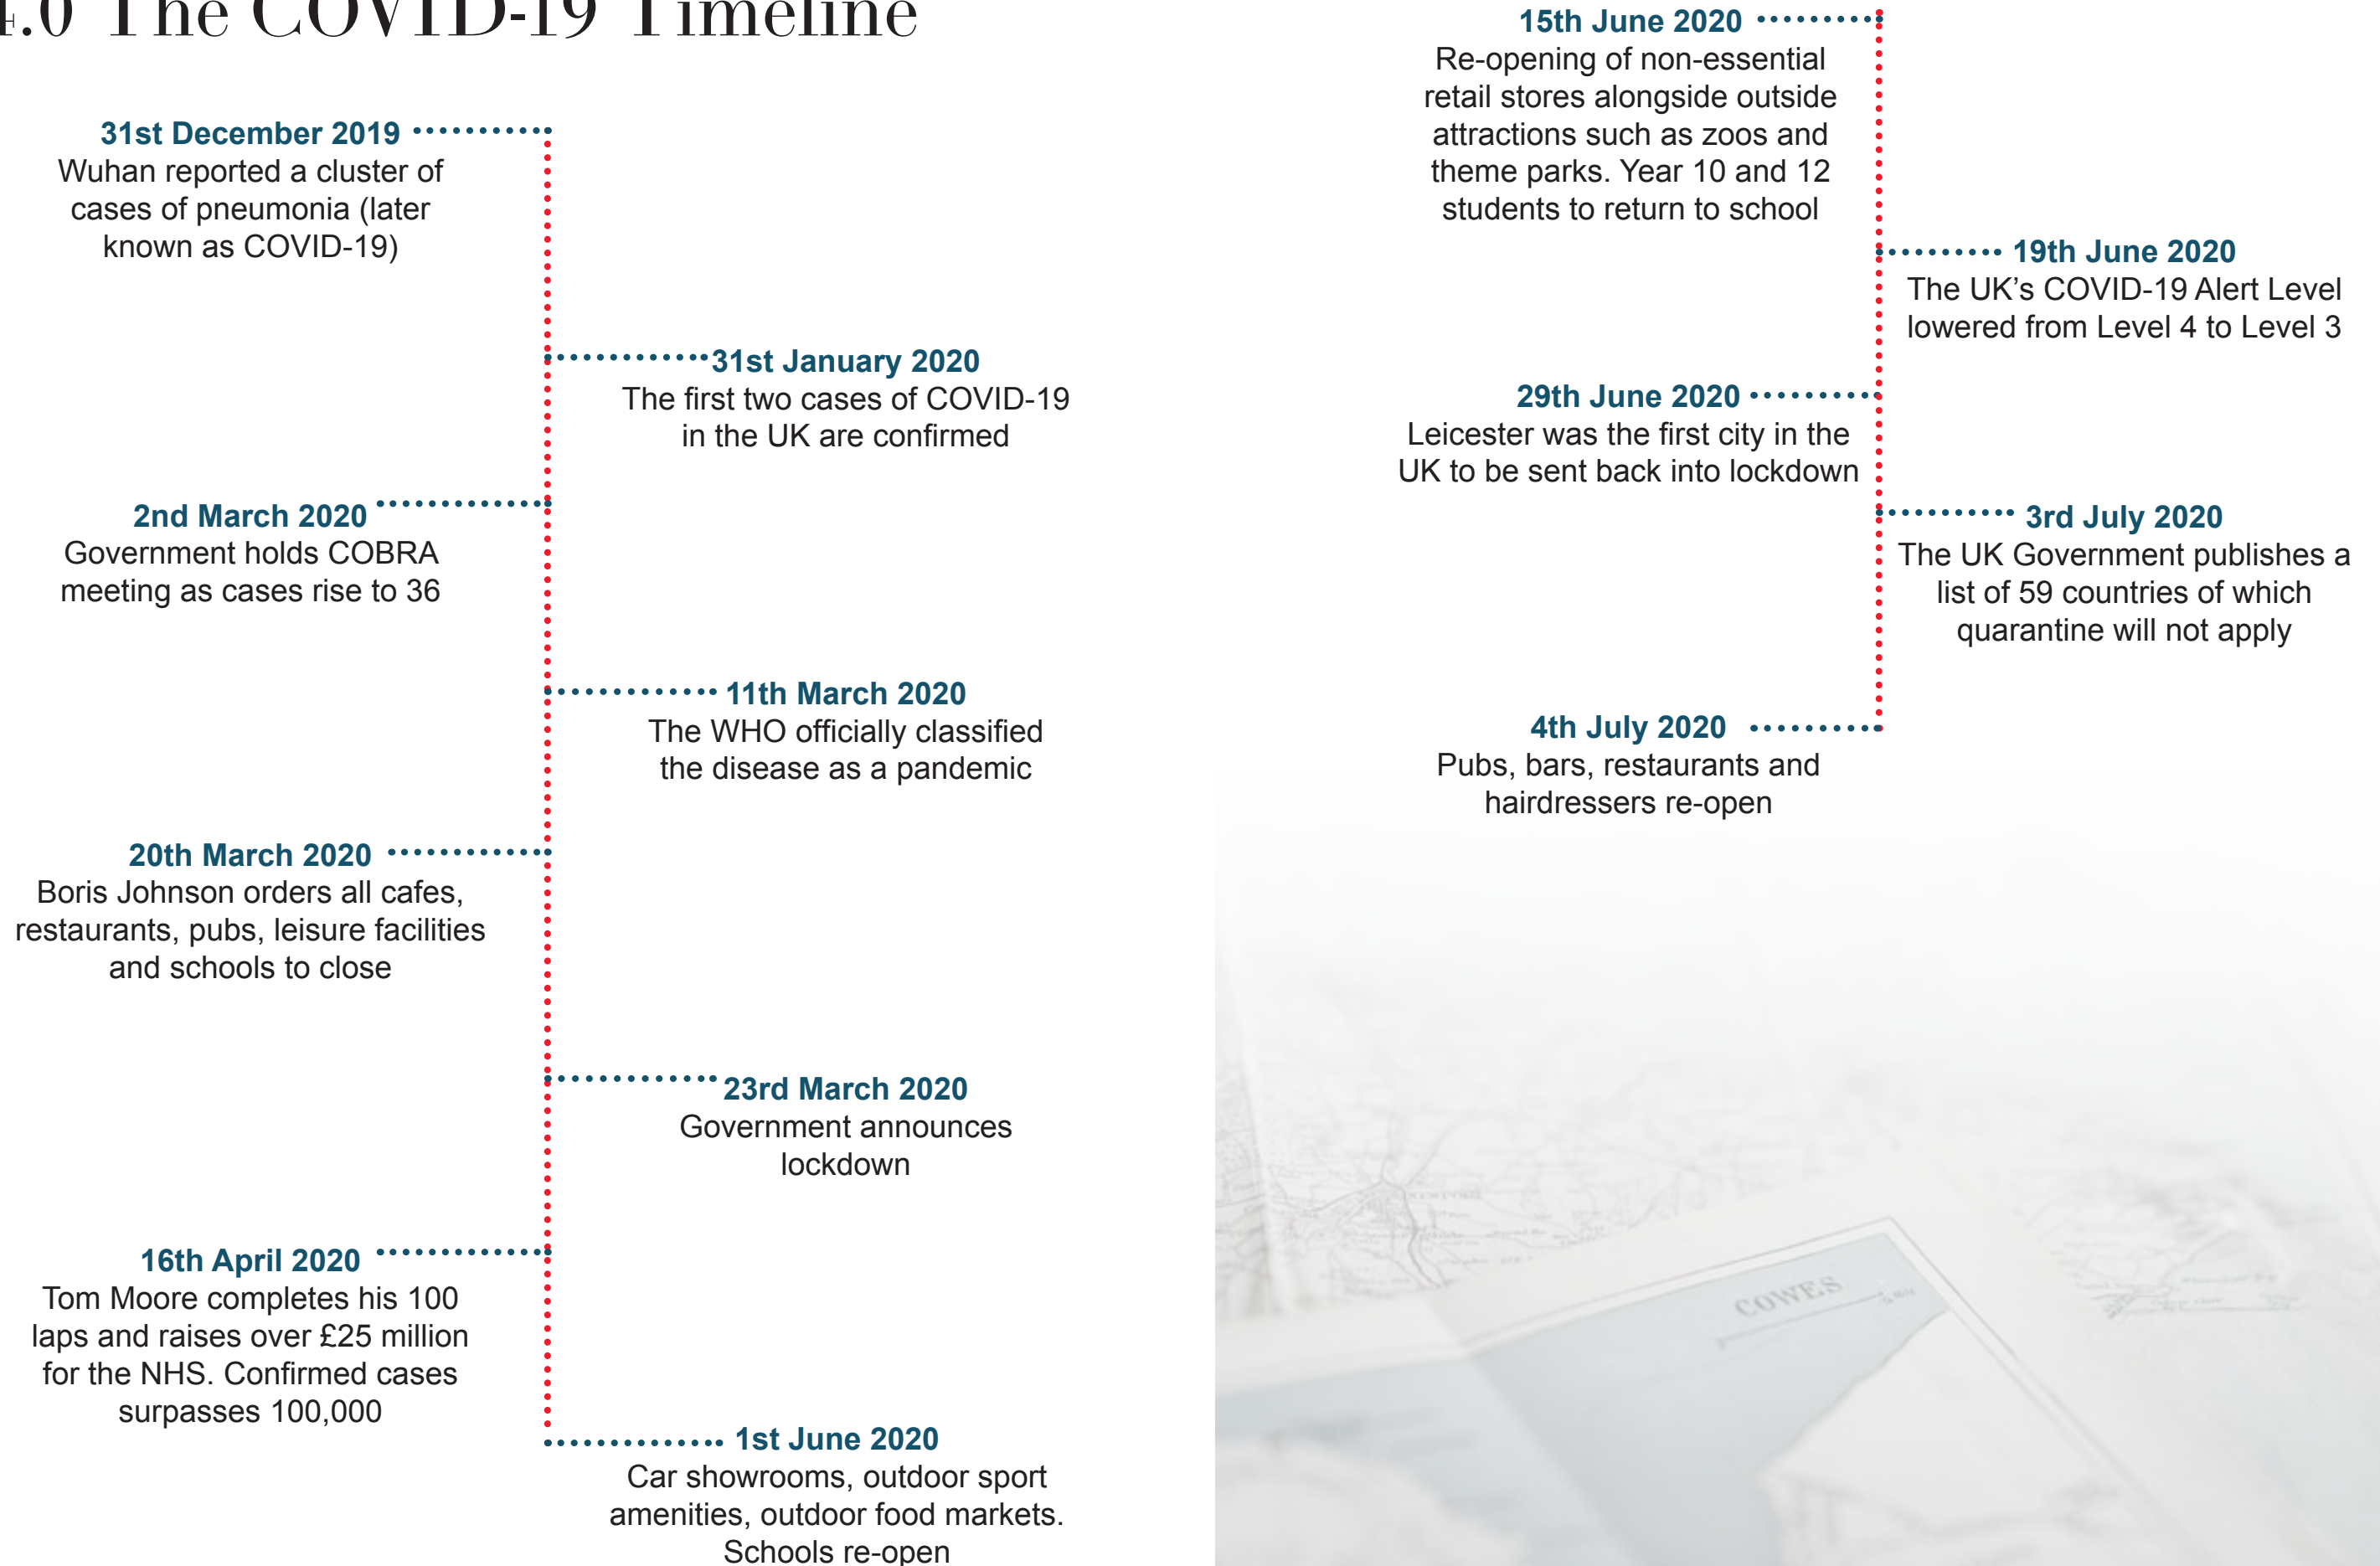 4.0 The COVID-19 Timeline
31st December 2019
Wuhan reported a cluster of
cases of pneumonia (later
known as COVID-19)
31st January 2020
The first two cases of COVID-19
in the UK are confirmed
2nd March 2020
Government holds COBRA
meeting as cases rise to 36
11th March 2020
The WHO officially classified
the disease as a pandemic
20th March 2020
Boris Johnson orders all cafes,
restaurants, pubs, leisure facilities
and schools to close
23rd March 2020
Government announces
lockdown
16th April 2020
Tom Moore completes his 100
laps and raises over £25 million
for the NHS. Confirmed cases
surpasses 100,000
1st June 2020
Car showrooms, outdoor sport
amenities, outdoor food markets.
Schools re-open
15th June 2020
Re-opening of non-essential
retail stores alongside outside
attractions such as zoos and
theme parks. Year 10 and 12
students to return to school
19th June 2020
The UK’s COVID-19 Alert Level
lowered from Level 4 to Level 3
29th June 2020
Leicester was the first city in the
UK to be sent back into lockdown
3rd July 2020
The UK Government publishes a
list of 59 countries of which
quarantine will not apply
4th July 2020
Pubs, bars, restaurants and
hairdressers re-open
NEWPORT
COWES